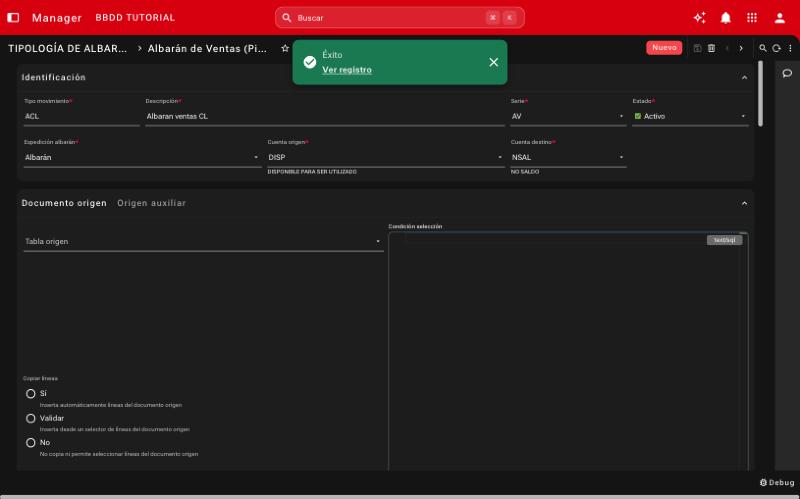 Manager BBDD TUTORIAL Buscar ⌘ K
TIPOLOGÍA DE ALBAR... > Albarán de Ventas (Pi... Nuevo
Éxito
Ver registro
Identificación
Tipo movimiento* Descripción* Serie* Estado*
ACL Albaran ventas CL AV Activo
Expedición albarán* Cuenta origen* Cuenta destino*
Albarán DISP NSAL
DISPONIBLE PARA SER UTILIZADO NO SALDO
Documento origen Origen auxiliar
Condición selección
Tabla origen text/sql
Copiar líneas
Sí
Inserta automáticamente líneas del documento origen
Validar
Inserta desde un selector de líneas del documento origen
No
No copia ni permite seleccionar líneas del documento origen
Debug